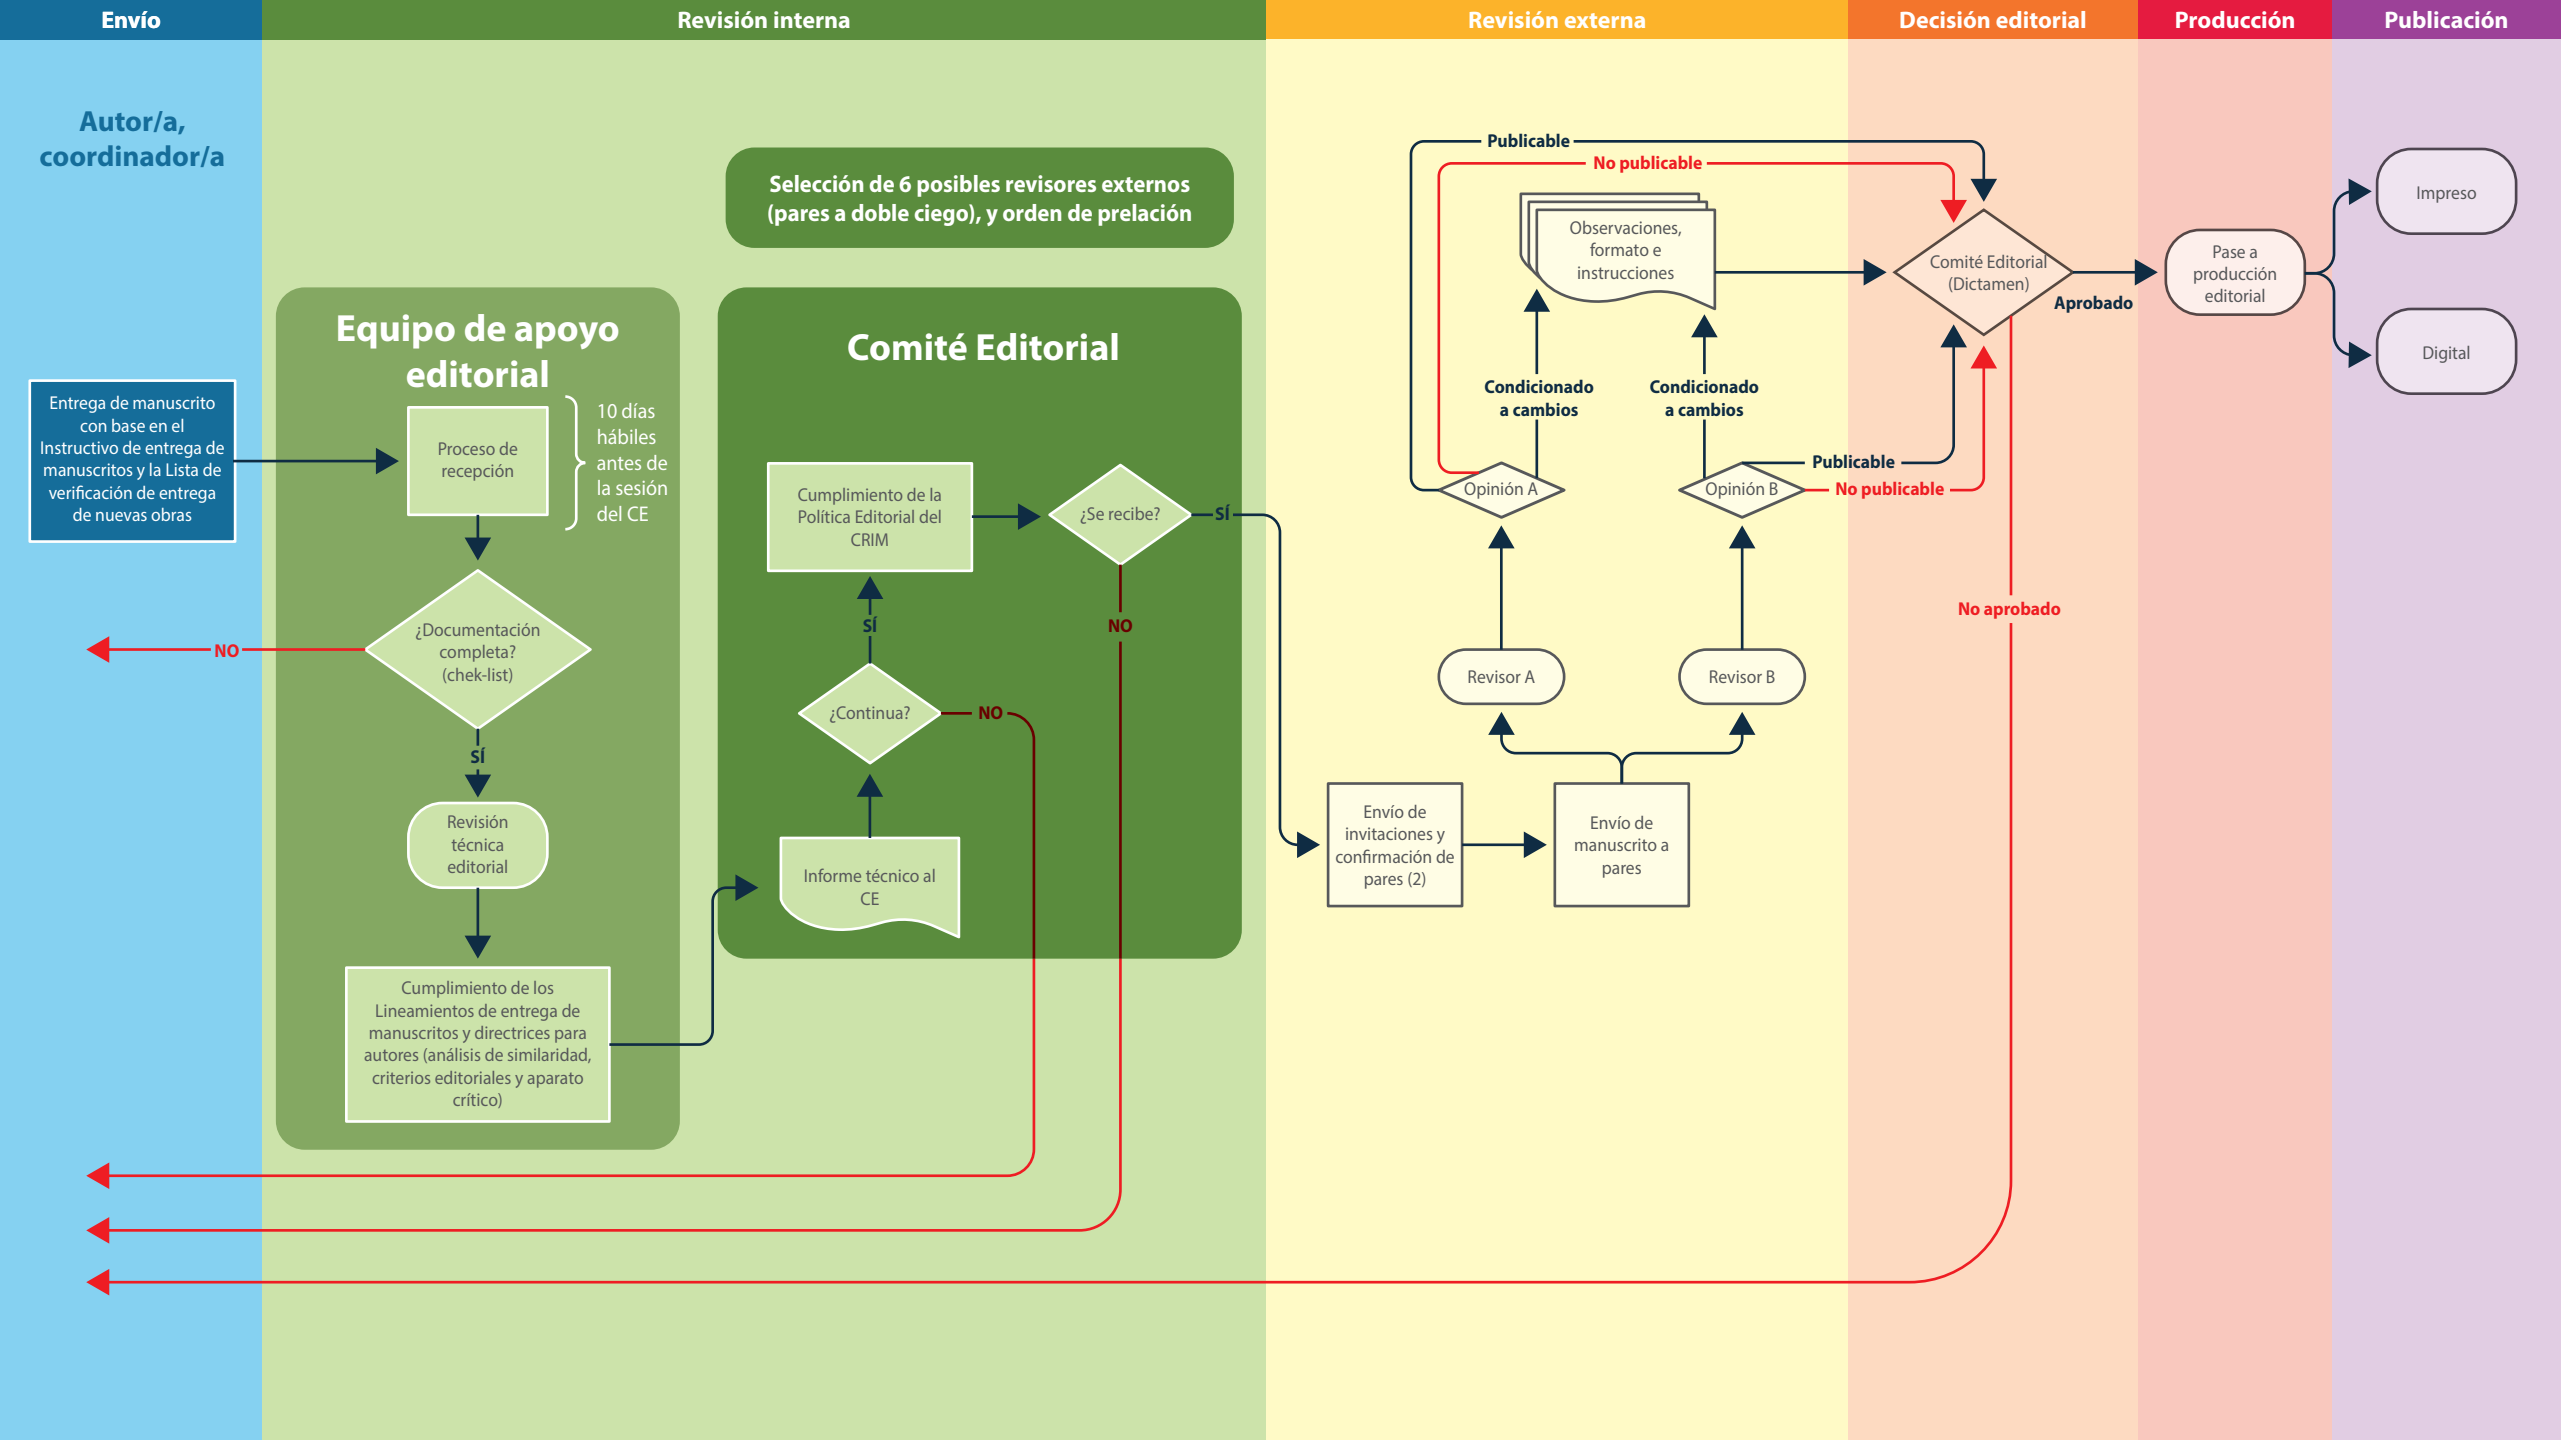 Envío
Revisión interna
Revisión externa
Decisión editorial
Producción
Publicación
Autor/a,
coordinador/a
Entrega de manuscrito
con base en el
Instructivo de entrega de
manuscritos y la Lista de
verificación de entrega
de nuevas obras
Equipo de apoyo
editorial
Proceso de
recepción
10 días
hábiles
antes de
la sesión
del CE
¿Documentación
completa?
(chek-list)
NO
SÍ
Revisión
técnica
editorial
Cumplimiento de los
Lineamientos de entrega de
manuscritos y directrices para
autores (análisis de similaridad,
criterios editoriales y aparato
crítico)
Selección de 6 posibles revisores externos
(pares a doble ciego), y orden de prelación
Comité Editorial
Cumplimiento de la
Política Editorial del
CRIM
¿Se recibe?
SÍ
NO
SÍ
¿Continua?
NO
Informe técnico al
CE
Publicable
No publicable
Observaciones,
formato e
instrucciones
Condicionado
a cambios
Condicionado
a cambios
Opinión A
Opinión B
Publicable
No publicable
Revisor A
Revisor B
Envío de
invitaciones y
confirmación de
pares (2)
Envío de
manuscrito a
pares
Comité Editorial
(Dictamen)
Aprobado
No aprobado
Pase a
producción
editorial
Impreso
Digital